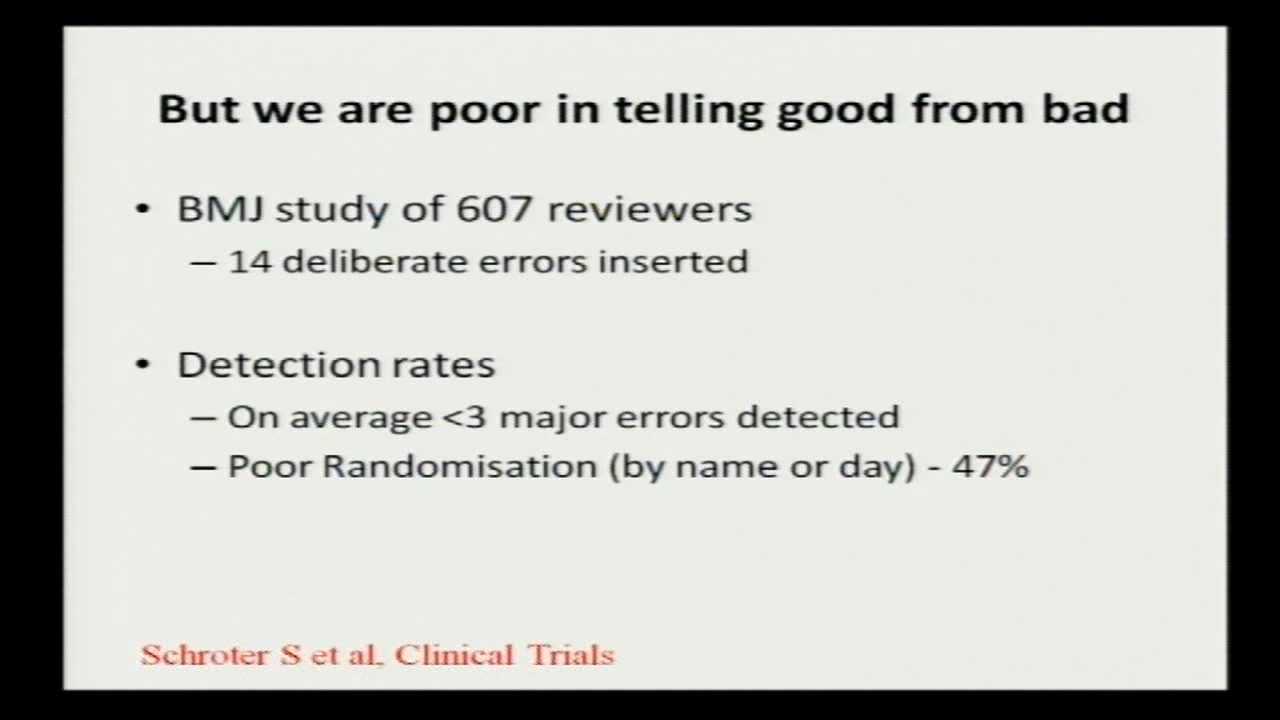 But we are poor in telling good from bad
• BMJ study of 607 reviewers
– 14 deliberate errors inserted
• Detection rates
– On average <3 major errors detected
– Poor Randomisation (by name or day) - 47%
Schroter S et al, Clinical Trials